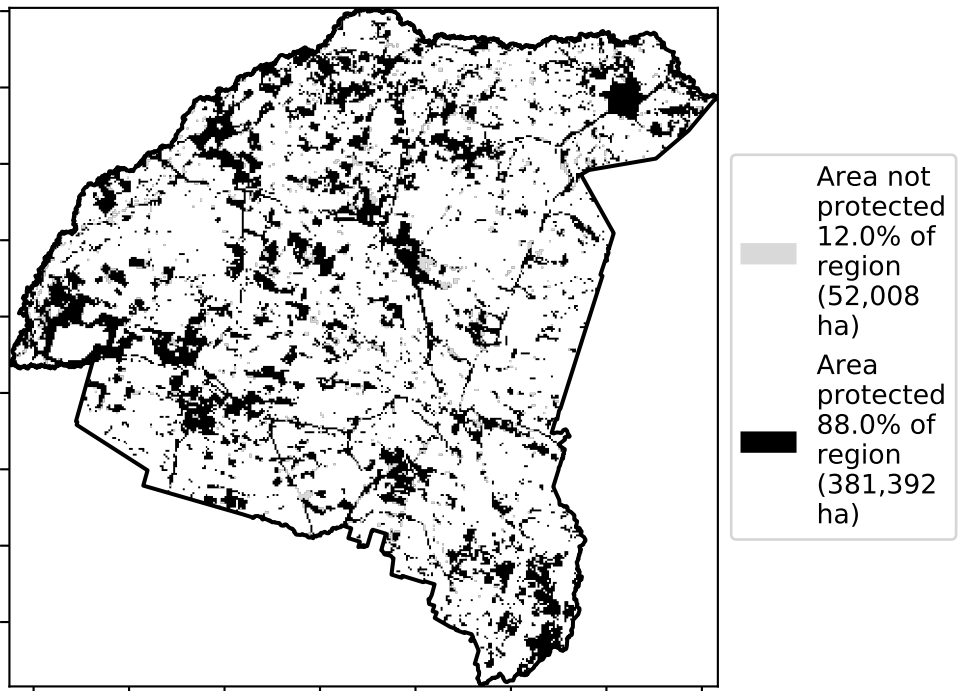 Area not
protected
12.0% of
region
(52,008
ha)
Area
protected
88.0% of
region
(381,392
ha)